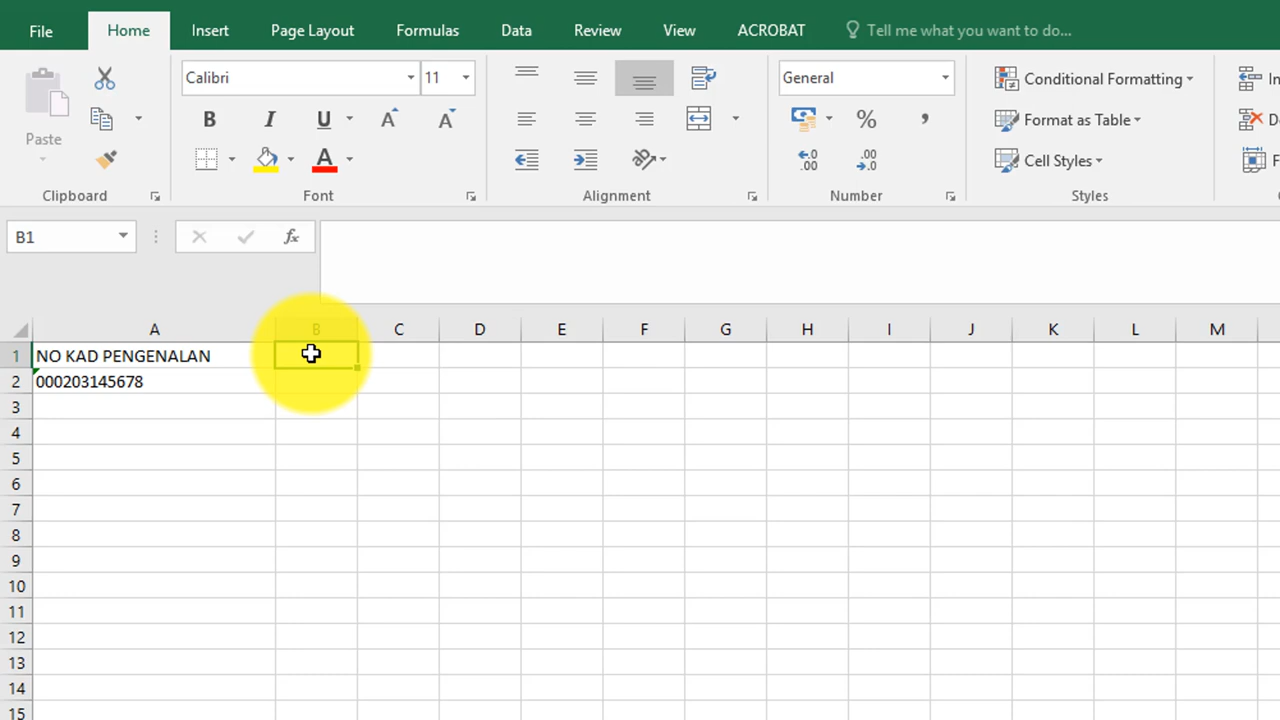 File Home Insert Page Layout Formulas Data Review View ACROBAT Tell me what you want to do...
Calibri 11 General Conditional Formatting
Paste B I U A A % , Format as Table
A .00 .00 Cell Styles
Clipboard Font Alignment Number Styles
B1 fx
A B C D E F G H I J K L M
1 NO KAD PENGENALAN
2 000203145678
3
4
5
6
7
8
9
10
11
12
13
14
15